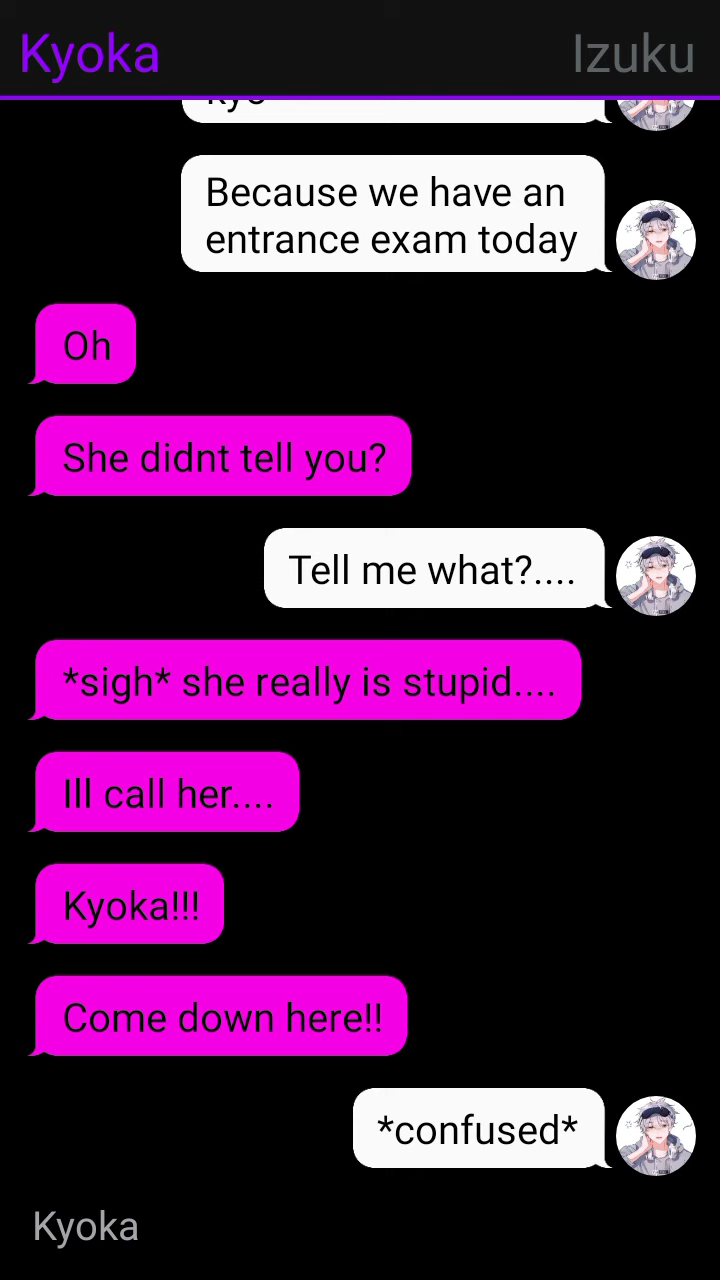 Kyoka
Izuku
Because we have an
entrance exam today
Oh
She didnt tell you?
Tell me what?....
*sigh* she really is stupid....
Ill call her....
Kyoka!!!
Come down here!!
*confused*
Kyoka